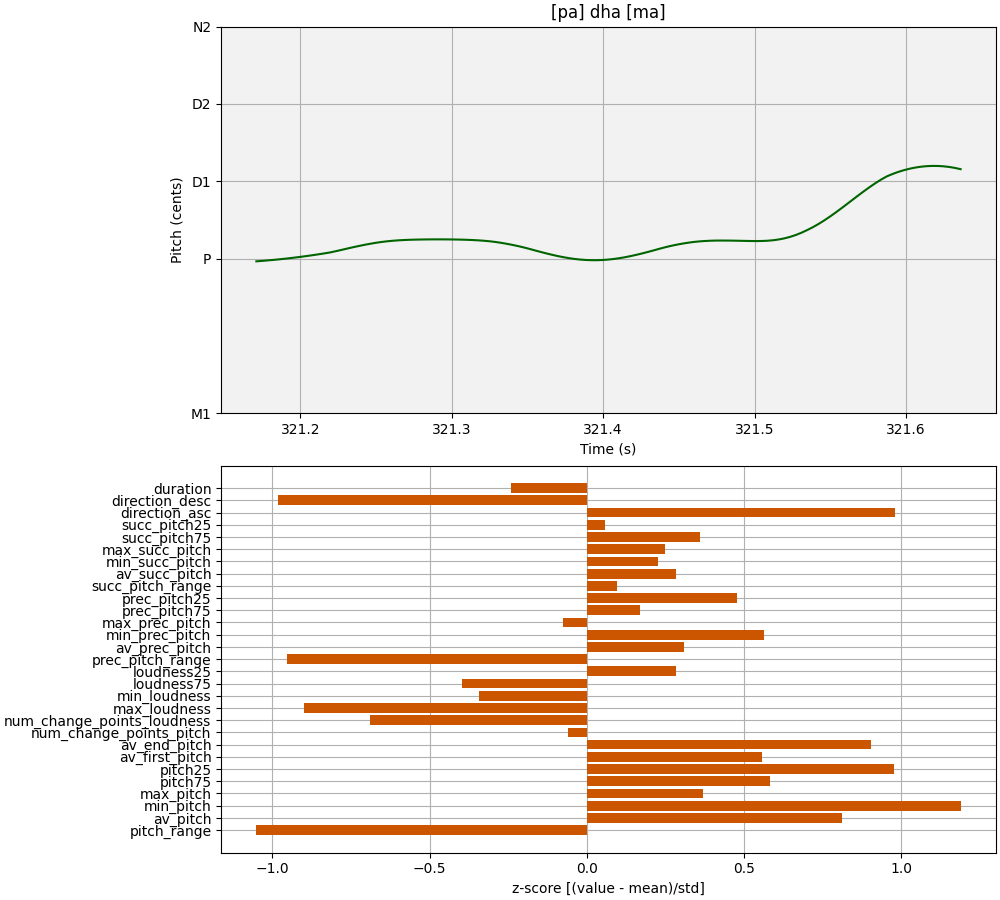 [pa] dha [ma]
N2
D2
D1
P
M1
Pitch (cents)
321.2 321.3 321.4 321.5 321.6
Time (s)
duration
direction_desc
direction_asc
succ_pitch25
succ_pitch75
max_succ_pitch
min_succ_pitch
av_succ_pitch
succ_pitch_range
prec_pitch25
prec_pitch75
max_prec_pitch
min_prec_pitch
av_prec_pitch
prec_pitch_range
loudness25
loudness75
min_loudness
max_loudness
num_change_points_loudness
num_change_points_pitch
av_end_pitch
av_first_pitch
pitch25
pitch75
max_pitch
min_pitch
av_pitch
pitch_range
−1.0 −0.5 0.0 0.5 1.0
z-score [(value - mean)/std]